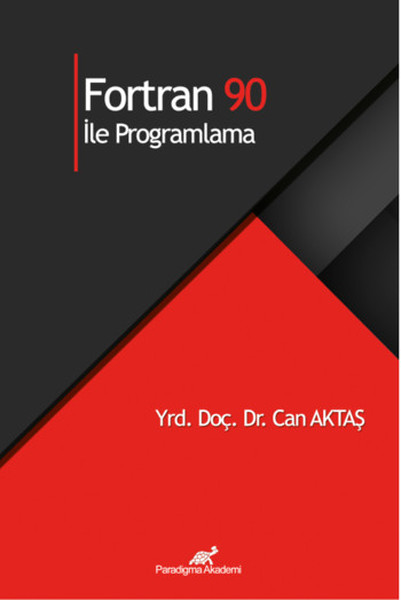 Fortran 90
İle Programlama
Yrd. Doç. Dr. Can AKTAŞ
Paradigma Akademi